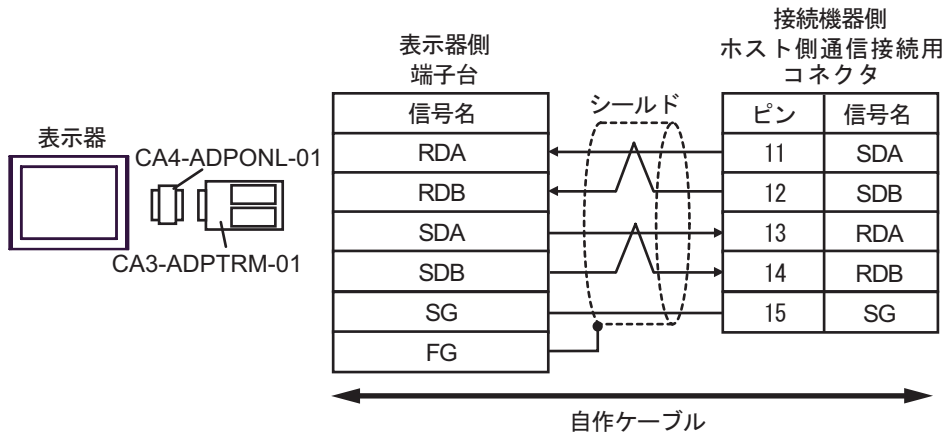 表示器
CA4-ADPONL-01
CA3-ADPTRM-01
表示器側
端子台
信号名
RDA
RDB
SDA
SDB
SG
FG
シールド
接続機器側
ホスト側通信接続用
コネクタ
ピン 信号名
11 SDA
12 SDB
13 RDA
14 RDB
15 SG
自作ケーブル